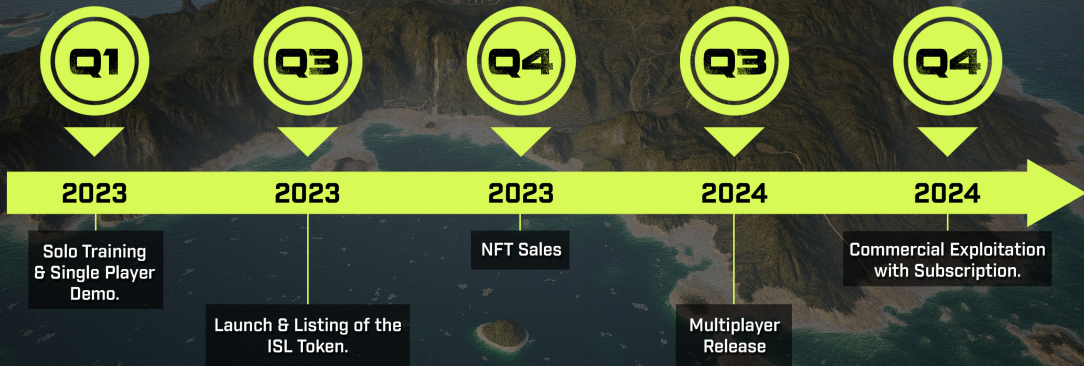 Q1
Q3
Q4
Q3
Q4
2023
2023
2023
2024
2024
Solo Training
& Single Player
Demo.
Launch & Listing of the
ISL Token.
NFT Sales
Multiplayer
Release
Commercial Exploitation
with Subscription.